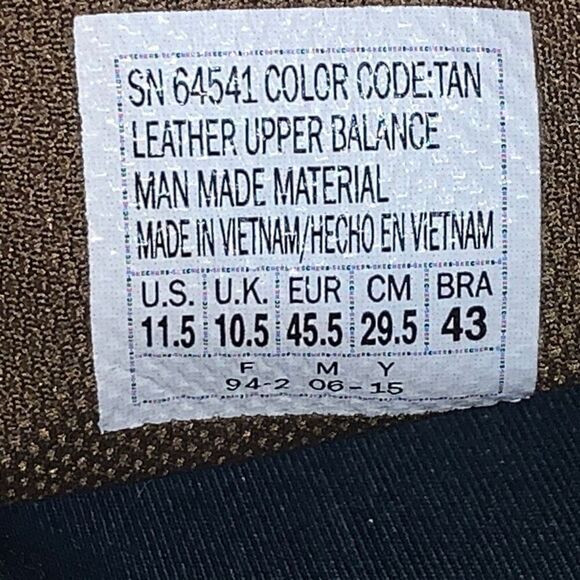 SN 64541 COLOR CODE:TAN
LEATHER UPPER BALANCE
MAN MADE MATERIAL
MADE IN VIETNAM/HECHO EN VIETNAM
U.S. U.K. EUR CM BRA
11.5 10.5 45.5 29.5 43
F M Y
94-2 06-15